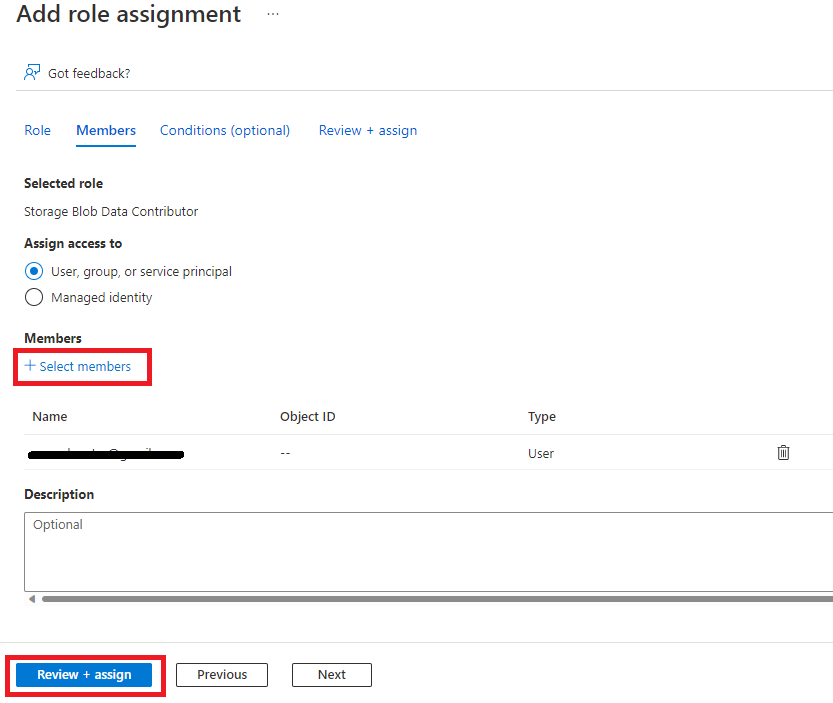 Add role assignment ...
Got feedback?
Role Members Conditions (optional) Review + assign
Selected role
Storage Blob Data Contributor
Assign access to
User, group, or service principal
Managed identity
Members
+ Select members
Name Object ID Type
-- User
Description
Optional
Review + assign Previous Next